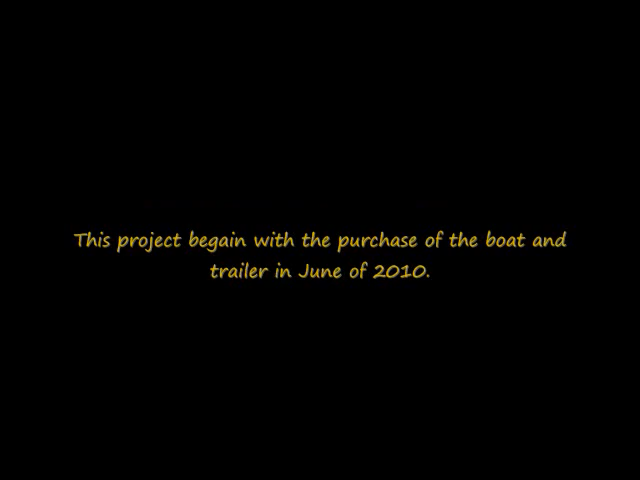 This project begain with the purchase of the boat and
trailer in June of 2010.